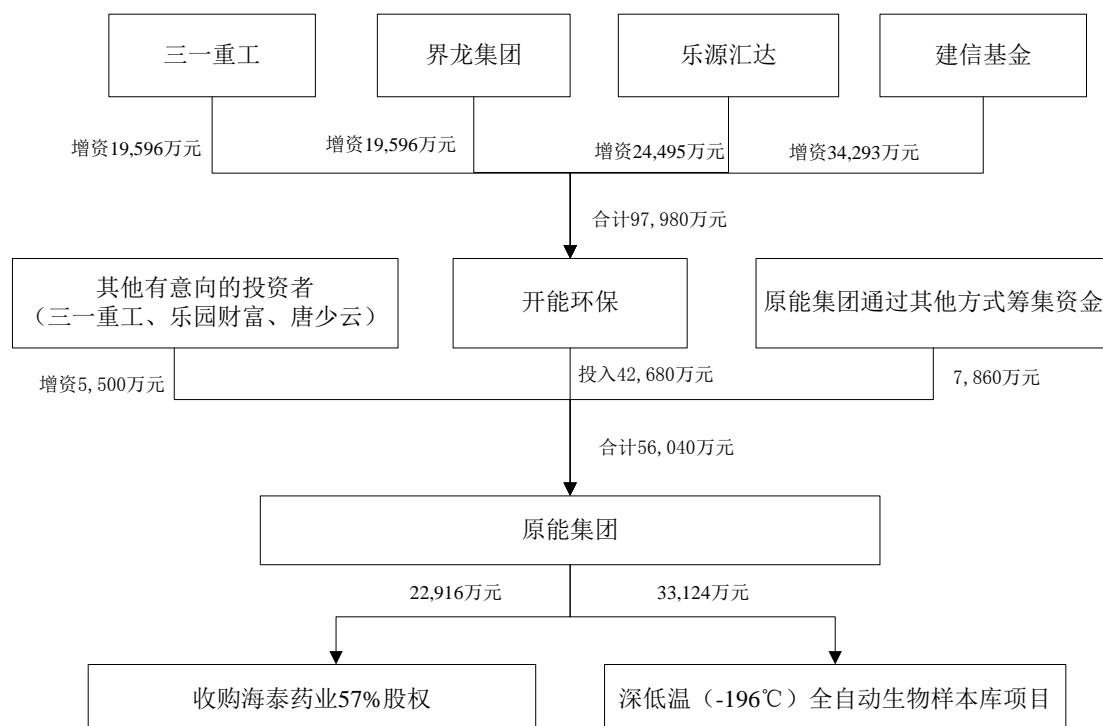 三一重工
界龙集团
乐源汇达
建信基金
增资19,596万元
增资19,596万元
增资24,495万元
增资34,293万元
合计97,980万元
其他有意向的投资者
（三一重工、乐园财富、唐少云）
开能环保
原能集团通过其他方式筹集资金
增资5,500万元
投入42,680万元
7,860万元
合计56,040万元
原能集团
22,916万元
33,124万元
收购海泰药业57%股权
深低温（-196℃）全自动生物样本库项目